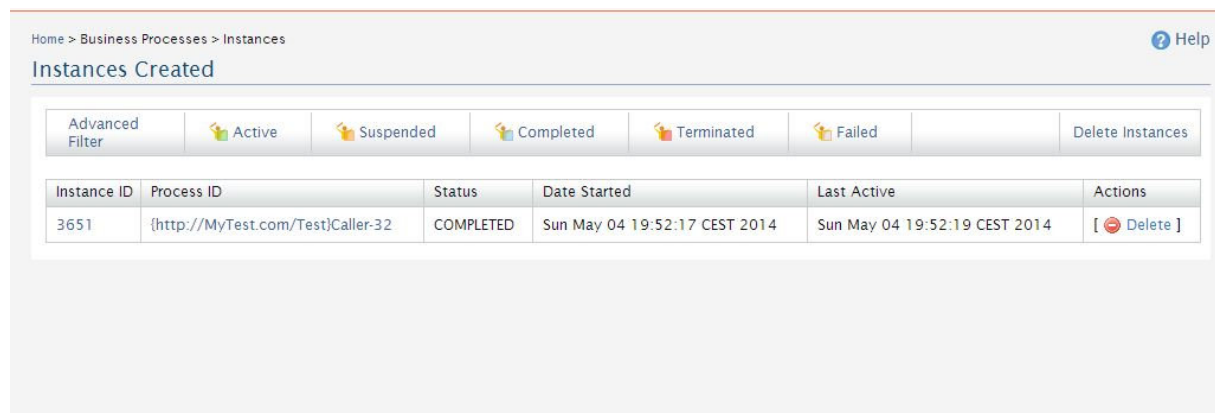 Home > Business Processes > Instances
Help
Instances Created
Advanced Filter Active Suspended Completed Terminated Failed Delete Instances
Instance ID Process ID Status Date Started Last Active Actions
3651 {http://MyTest.com/Test}Caller-32 COMPLETED Sun May 04 19:52:17 CEST 2014 Sun May 04 19:52:19 CEST 2014 [ Delete ]